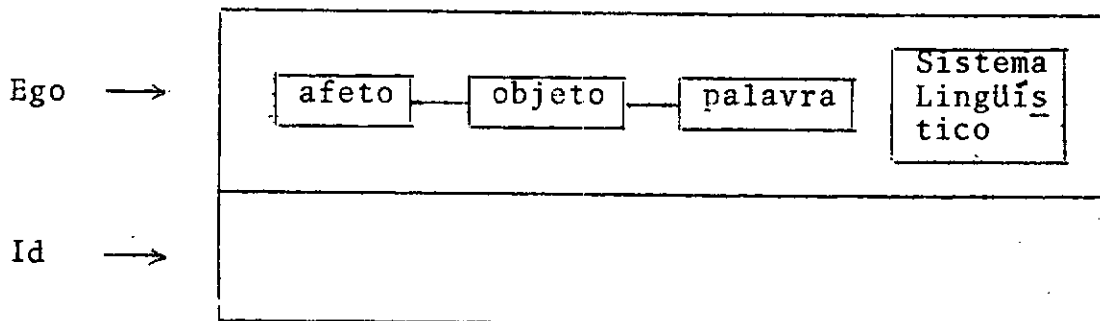 Ego
afeto
objeto
palavra
Sistema
Lingüís
tico
Id